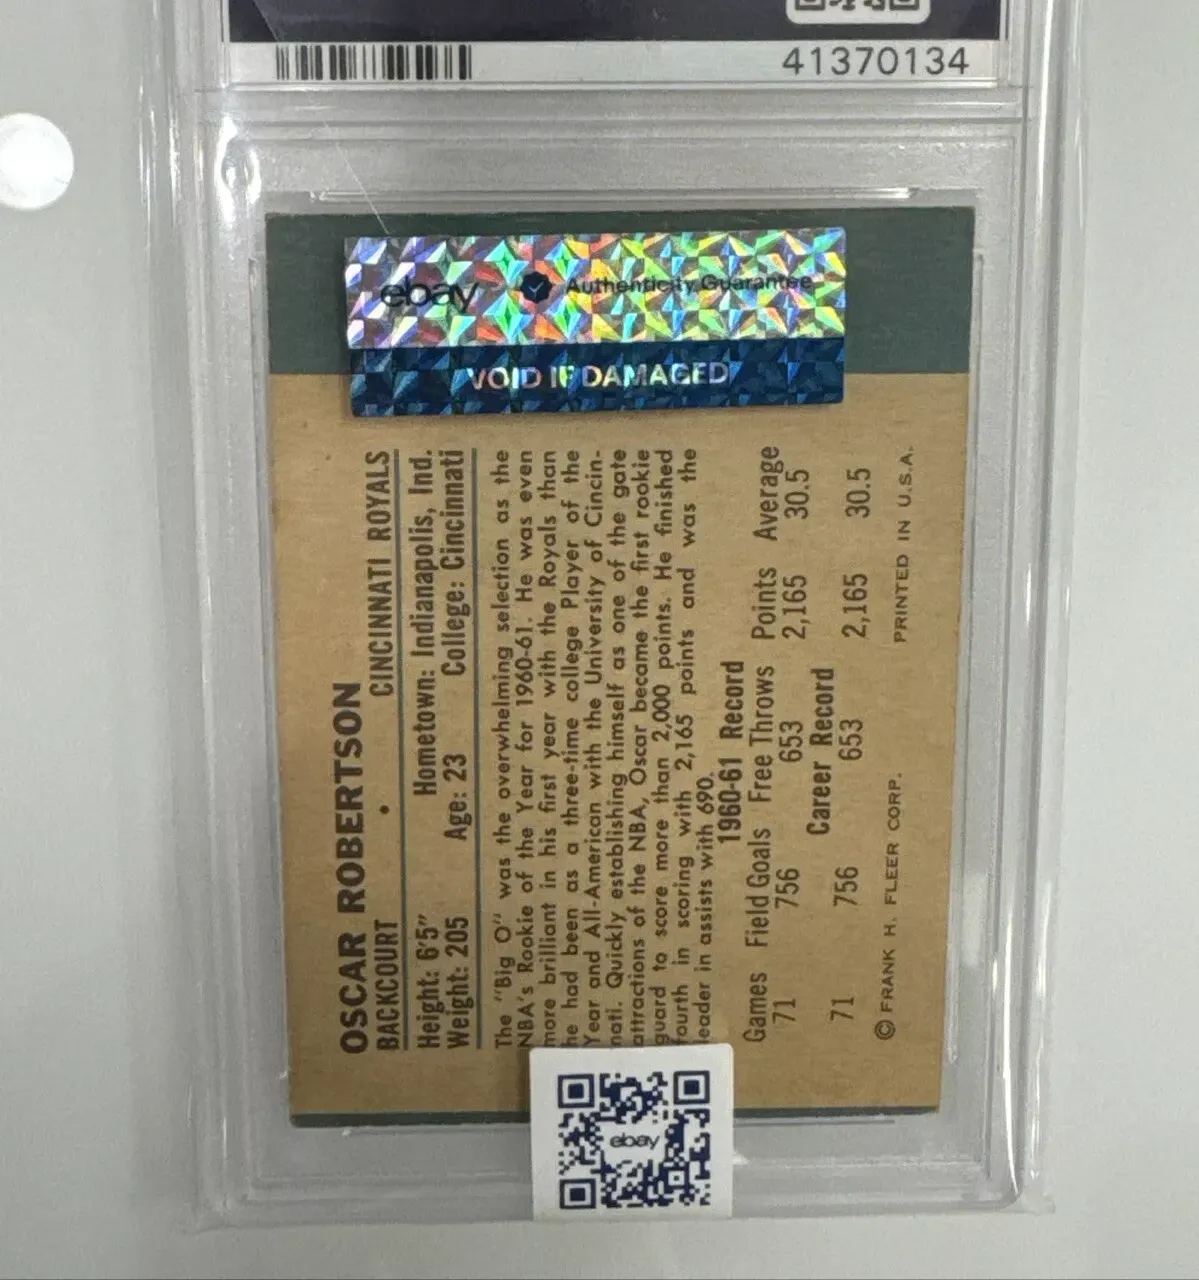 41370134
ebay Authenticity Guarantee
VOID IF DAMAGED
OSCAR ROBERTSON
BACKCOURT • CINCINNATI ROYALS
Height: 6'5" Hometown: Indianapolis, Ind.
Weight: 205 Age: 23 College: Cincinnati
The "Big O" was the overwhelming selection as the
NBA's Rookie of the Year for 1960-61. He was even
more brilliant in his first year with the Royals than
he had been as a three-time college Player of the
Year and All-American with the University of Cincin-
nati. Quickly establishing himself as one of the gate
attractions of the NBA, Oscar became the first rookie
guard to score more than 2,000 points. He finished
fourth in scoring with 2,165 points and was the
leader in assists with 690.
1960-61 Record
Games Field Goals Free Throws Points Average
71 756 653 2,165 30.5
Career Record
71 756 653 2,165 30.5
© FRANK H. FLEER CORP. PRINTED IN U.S.A.
ebay